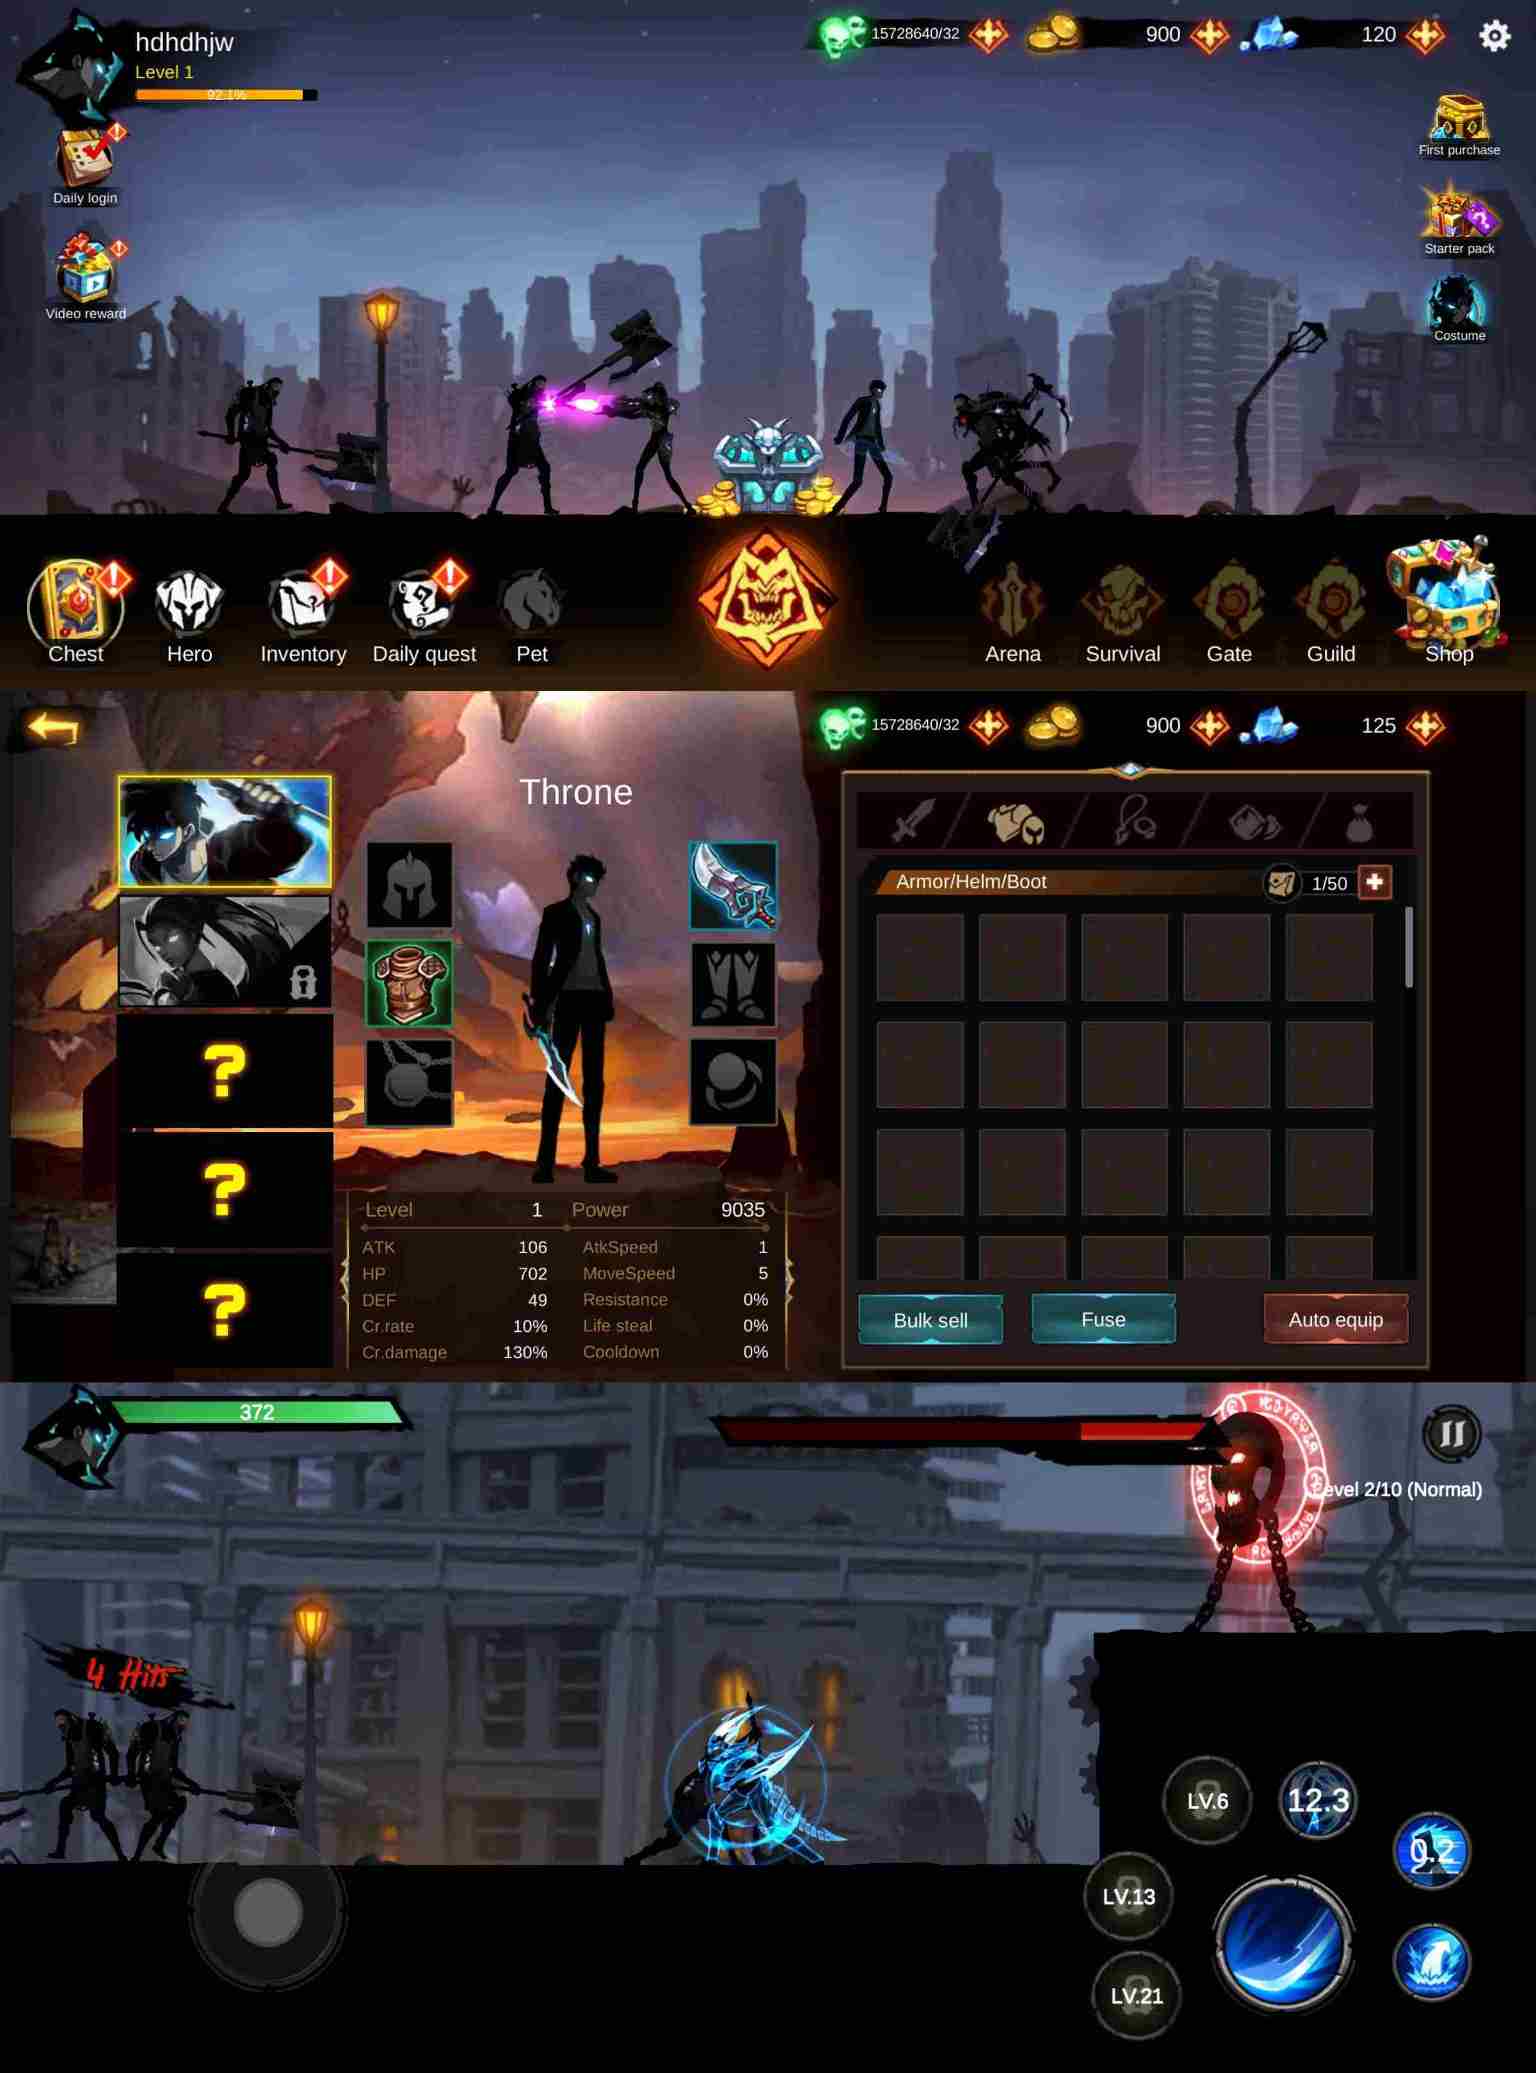 hdhdhjw
Level 1
92.1%
15728640/32
900
120
Daily login
Video reward
First purchase
Starter pack
Costume
Chest
Hero
Inventory
Daily quest
Pet
Arena
Survival
Gate
Guild
Shop
15728640/32
900
125
Throne
Armor/Helm/Boot
1/50
Level 1 Power 9035
ATK 106 AtkSpeed 1
HP 702 MoveSpeed 5
DEF 49 Resistance 0%
Cr.rate 10% Life steal 0%
Cr.damage 130% Cooldown 0%
Bulk sell
Fuse
Auto equip
372
Level 2/10 (Normal)
4 Hits
LV.6
12.3
0.2
LV.13
LV.21